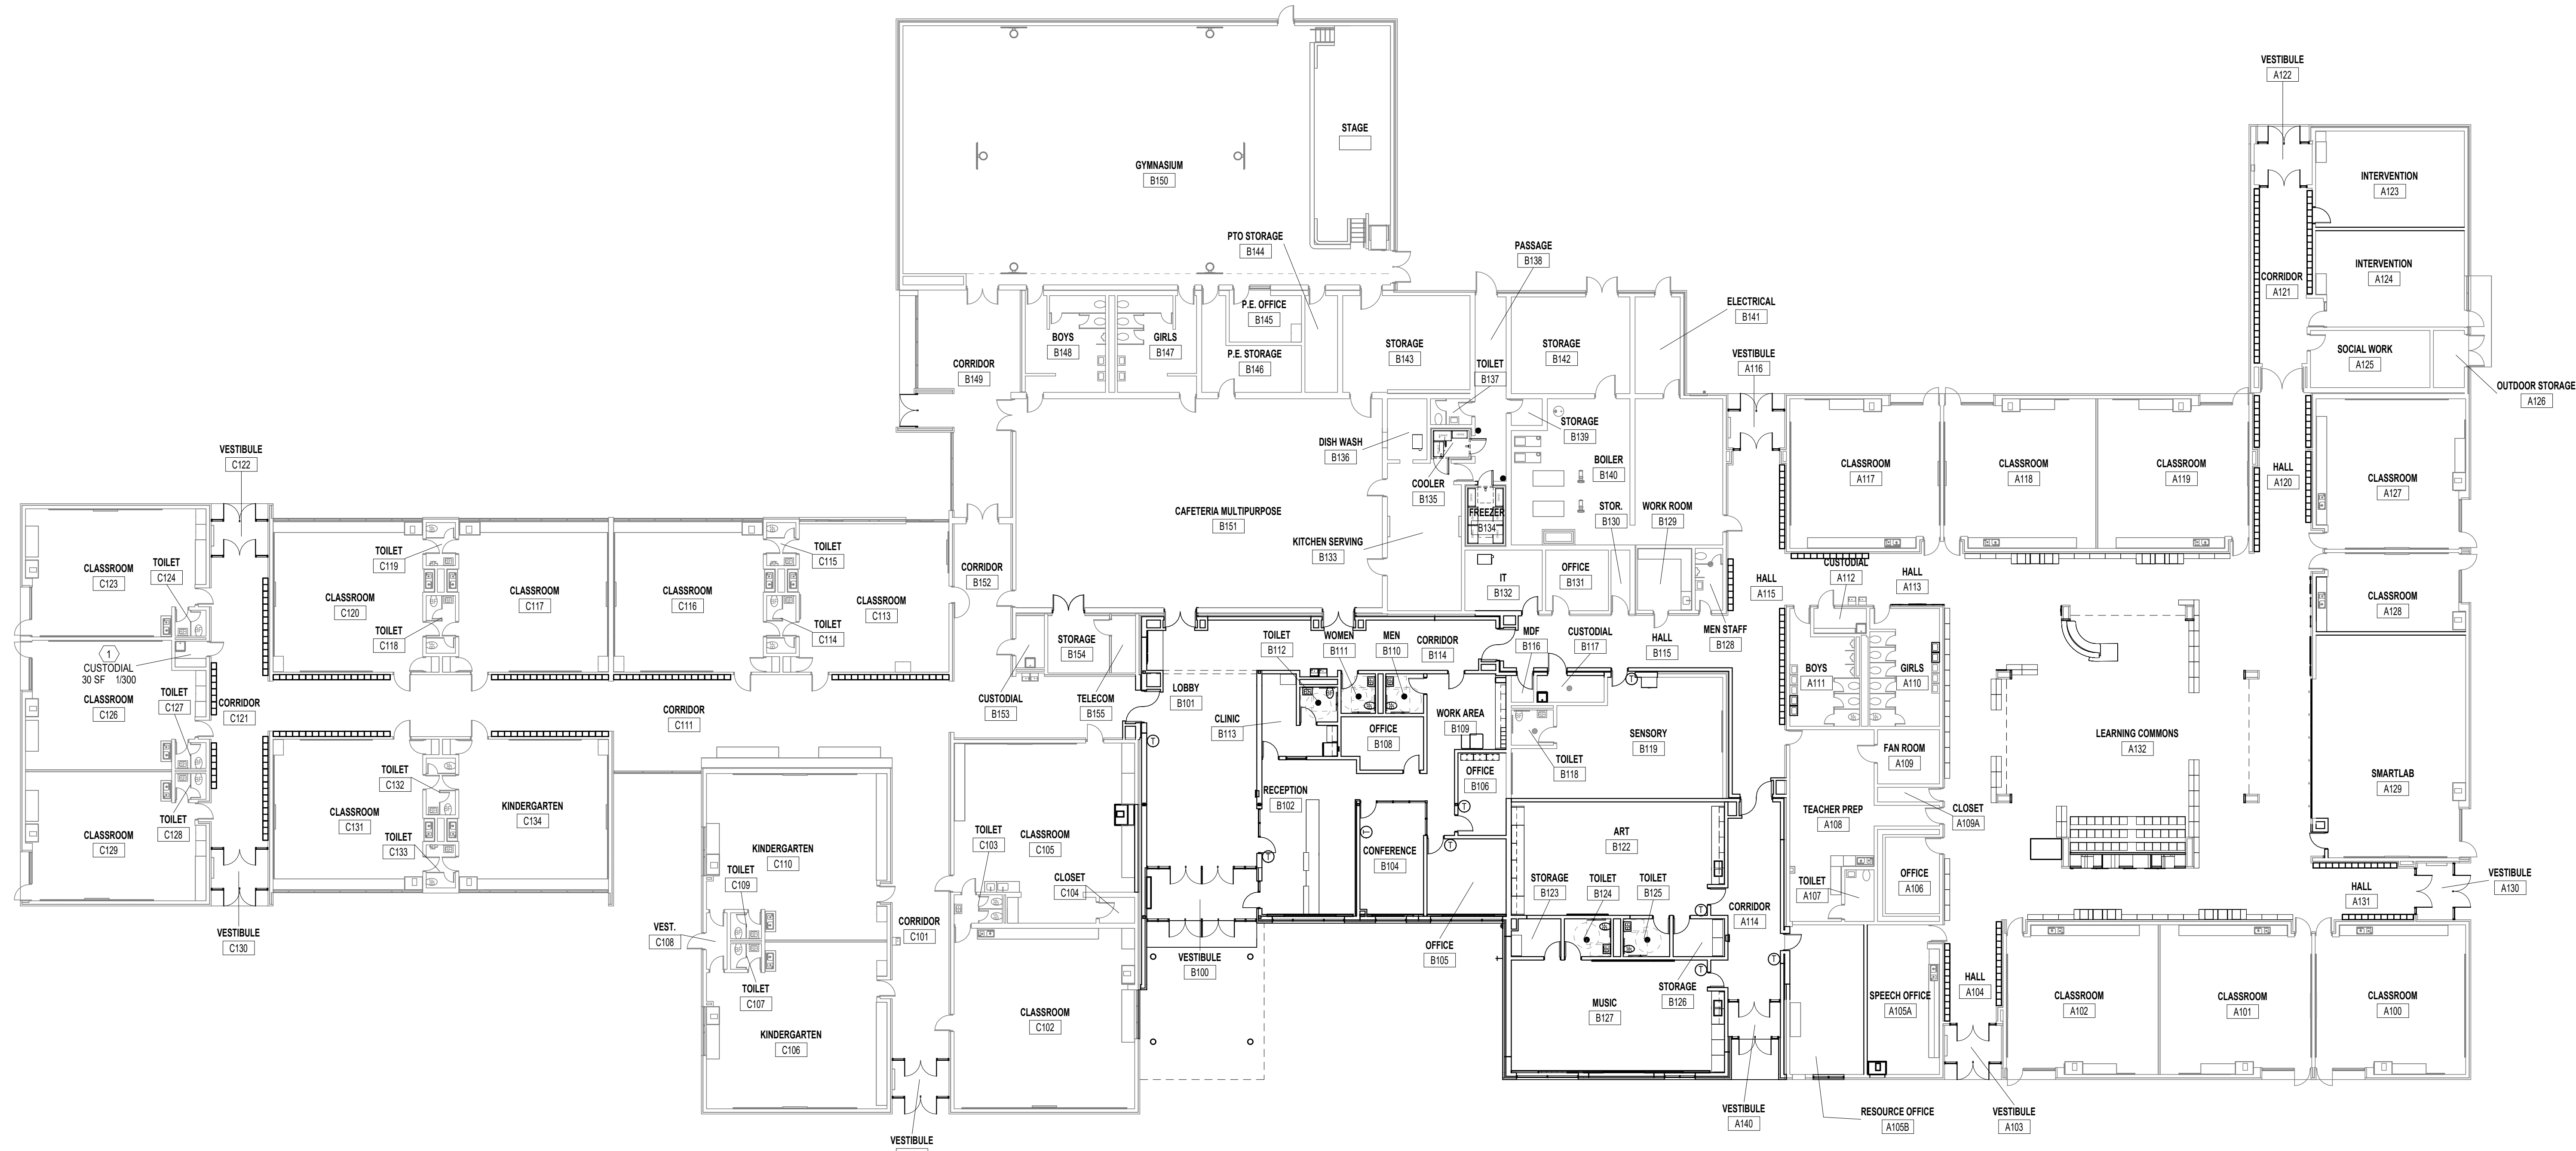 VESTIBULE
A122
STAGE
GYMNASIUM
B150
INTERVENTION
A123
PTO STORAGE
B144
PASSAGE
B138
INTERVENTION
A124
CORRIDOR
A121
ELECTRICAL
B141
P.E. OFFICE
B145
BOYS
B148
GIRLS
B147
P.E. STORAGE
B146
STORAGE
B143
STORAGE
B142
SOCIAL WORK
A125
OUTDOOR STORAGE
A126
CORRIDOR
B149
TOILET
B137
VESTIBULE
A116
STORAGE
B139
DISH WASH
B136
BOILER
B140
COOLER
B135
CLASSROOM
A117
CLASSROOM
A118
CLASSROOM
A119
HALL
A120
CLASSROOM
A127
VESTIBULE
C122
CAFETERIA MULTIPURPOSE
B151
FREEZER
B134
STOR.
B130
WORK ROOM
B129
KITCHEN SERVING
B133
CLASSROOM
C123
TOILET
C124
TOILET
C119
TOILET
C115
CORRIDOR
B152
IT
B132
OFFICE
B131
CUSTODIAL
A112
HALL
A113
HALL
A115
CLASSROOM
C120
CLASSROOM
C117
CLASSROOM
C116
CLASSROOM
C113
CLASSROOM
A128
TOILET
C118
TOILET
C114
STORAGE
B154
TOILET
B112
WOMEN
B111
MEN
B110
CORRIDOR
B114
MDF
B116
CUSTODIAL
B117
HALL
B115
MEN STAFF
B128
1
CUSTODIAL
30 SF 1/300
BOYS
A111
GIRLS
A110
CLASSROOM
C126
TOILET
C127
CORRIDOR
C121
CUSTODIAL
B153
TELECOM
B155
LOBBY
B101
CORRIDOR
C111
CLINIC
B113
OFFICE
B108
WORK AREA
B109
SENSORY
B119
LEARNING COMMONS
A132
FAN ROOM
A109
TOILET
B118
T
T
OFFICE
B106
SMARTLAB
A129
TOILET
C132
RECEPTION
B102
KINDERGARTEN
C134
CLASSROOM
C131
TOILET
C128
TOILET
C133
CLASSROOM
C129
TEACHER PREP
A108
CLOSET
A109A
KINDERGARTEN
C110
TOILET
C103
CLASSROOM
C105
CONFERENCE
B104
ART
B122
T
T
T
T
TOILET
C109
CLOSET
C104
STORAGE
B123
TOILET
B124
TOILET
B125
TOILET
A107
OFFICE
A106
VESTIBULE
A130
HALL
A131
CORRIDOR
A114
T
VESTIBULE
C130
VEST.
C108
CORRIDOR
C101
OFFICE
B105
VESTIBULE
B100
T
T
TOILET
C107
STORAGE
B126
HALL
A104
SPEECH OFFICE
A105A
CLASSROOM
A102
CLASSROOM
A101
CLASSROOM
A100
MUSIC
B127
CLASSROOM
C102
KINDERGARTEN
C106
VESTIBULE
A140
RESOURCE OFFICE
A105B
VESTIBULE
A103
VESTIBULE